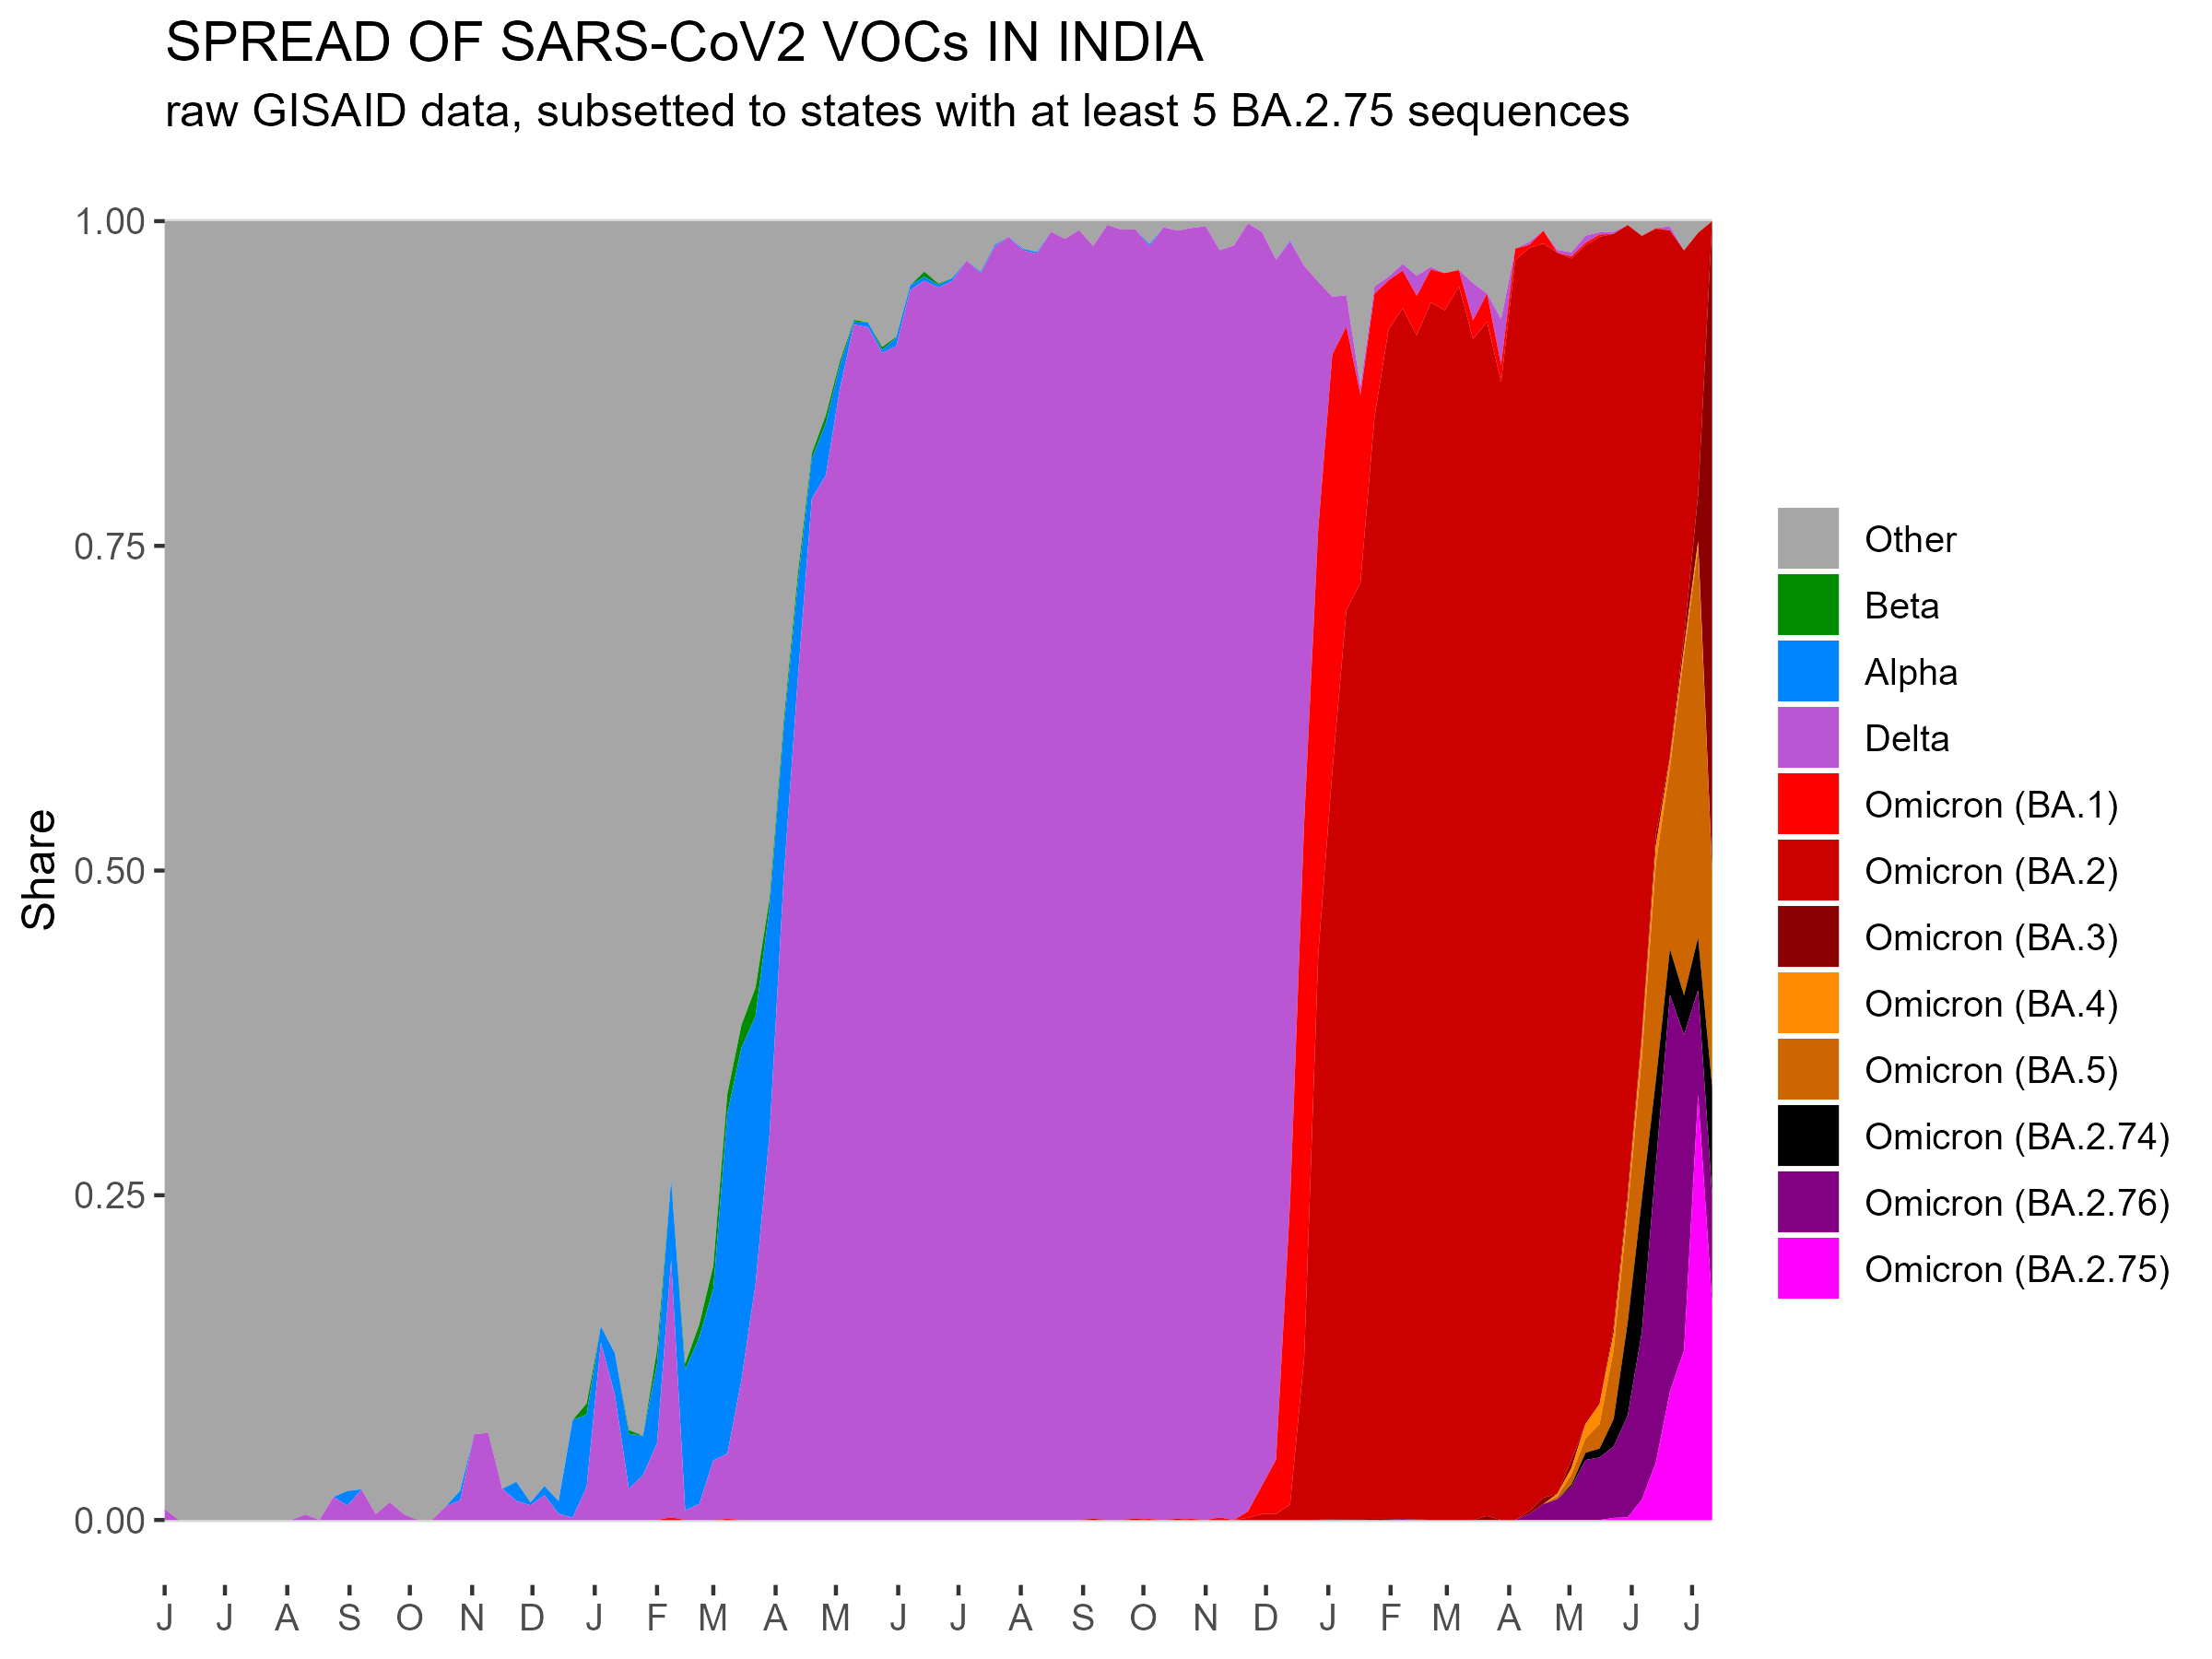 SPREAD OF SARS-CoV2 VOCs IN INDIA
raw GISAID data, subsetted to states with at least 5 BA.2.75 sequences
1.00
0.75
0.50
0.25
0.00
Share
J J A S O N D J F M A M J J A S O N D J F M A M J J
Other
Beta
Alpha
Delta
Omicron (BA.1)
Omicron (BA.2)
Omicron (BA.3)
Omicron (BA.4)
Omicron (BA.5)
Omicron (BA.2.74)
Omicron (BA.2.76)
Omicron (BA.2.75)